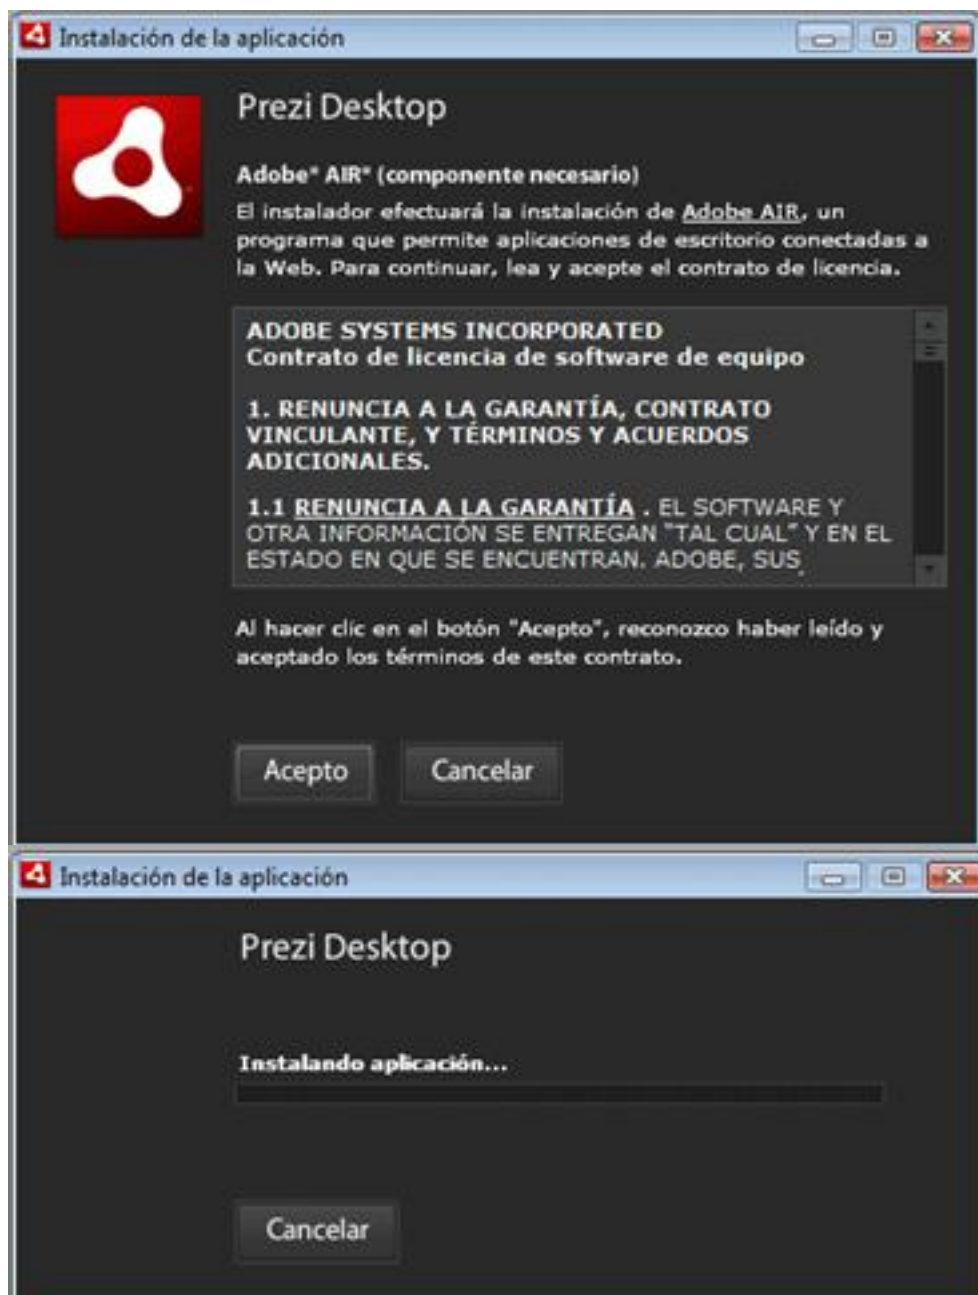 Instalación de la aplicación
Prezi Desktop
Adobe® AIR® (componente necesario)
El instalador efectuará la instalación de Adobe AIR, un
programa que permite aplicaciones de escritorio conectadas a
la Web. Para continuar, lea y acepte el contrato de licencia.
ADOBE SYSTEMS INCORPORATED
Contrato de licencia de software de equipo
1. RENUNCIA A LA GARANTÍA, CONTRATO
VINCULANTE, Y TÉRMINOS Y ACUERDOS
ADICIONALES.
1.1 RENUNCIA A LA GARANTÍA . EL SOFTWARE Y
OTRA INFORMACIÓN SE ENTREGAN "TAL CUAL" Y EN EL
ESTADO EN QUE SE ENCUENTRAN. ADOBE, SUS
Al hacer clic en el botón "Acepto", reconozco haber leído y
aceptado los términos de este contrato.
Acepto Cancelar
Instalación de la aplicación
Prezi Desktop
Instalando aplicación...
Cancelar